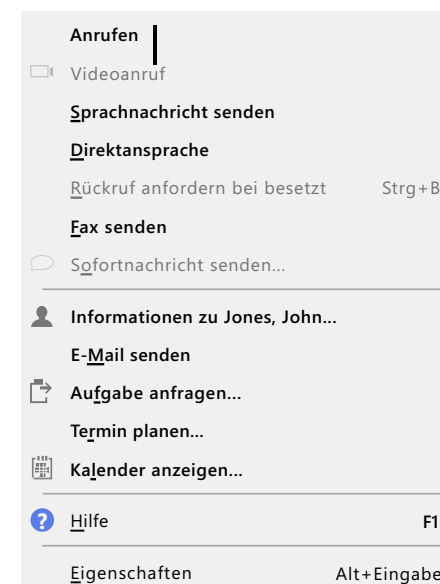 Anrufen
Videoanruf
Sprachnachricht senden
Direktansprache
Rückruf anfordern bei besetzt Strg+B
Fax senden
Sofortnachricht senden...
Informationen zu Jones, John...
E-Mail senden
Aufgabe anfragen...
Termin planen...
Kalender anzeigen...
Hilfe F1
Eigenschaften Alt+Eingabe